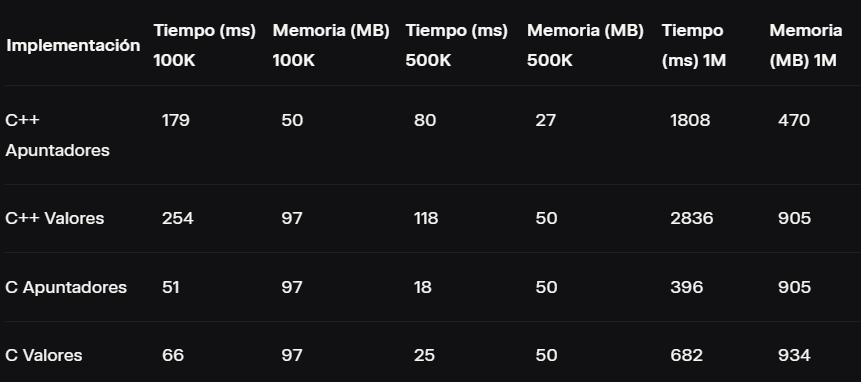 Implementación Tiempo (ms) 100K Memoria (MB) 100K Tiempo (ms) 500K Memoria (MB) 500K Tiempo (ms) 1M Memoria (MB) 1M
C++ Apuntadores 179 50 80 27 1808 470
C++ Valores 254 97 118 50 2836 905
C Apuntadores 51 97 18 50 396 905
C Valores 66 97 25 50 682 934